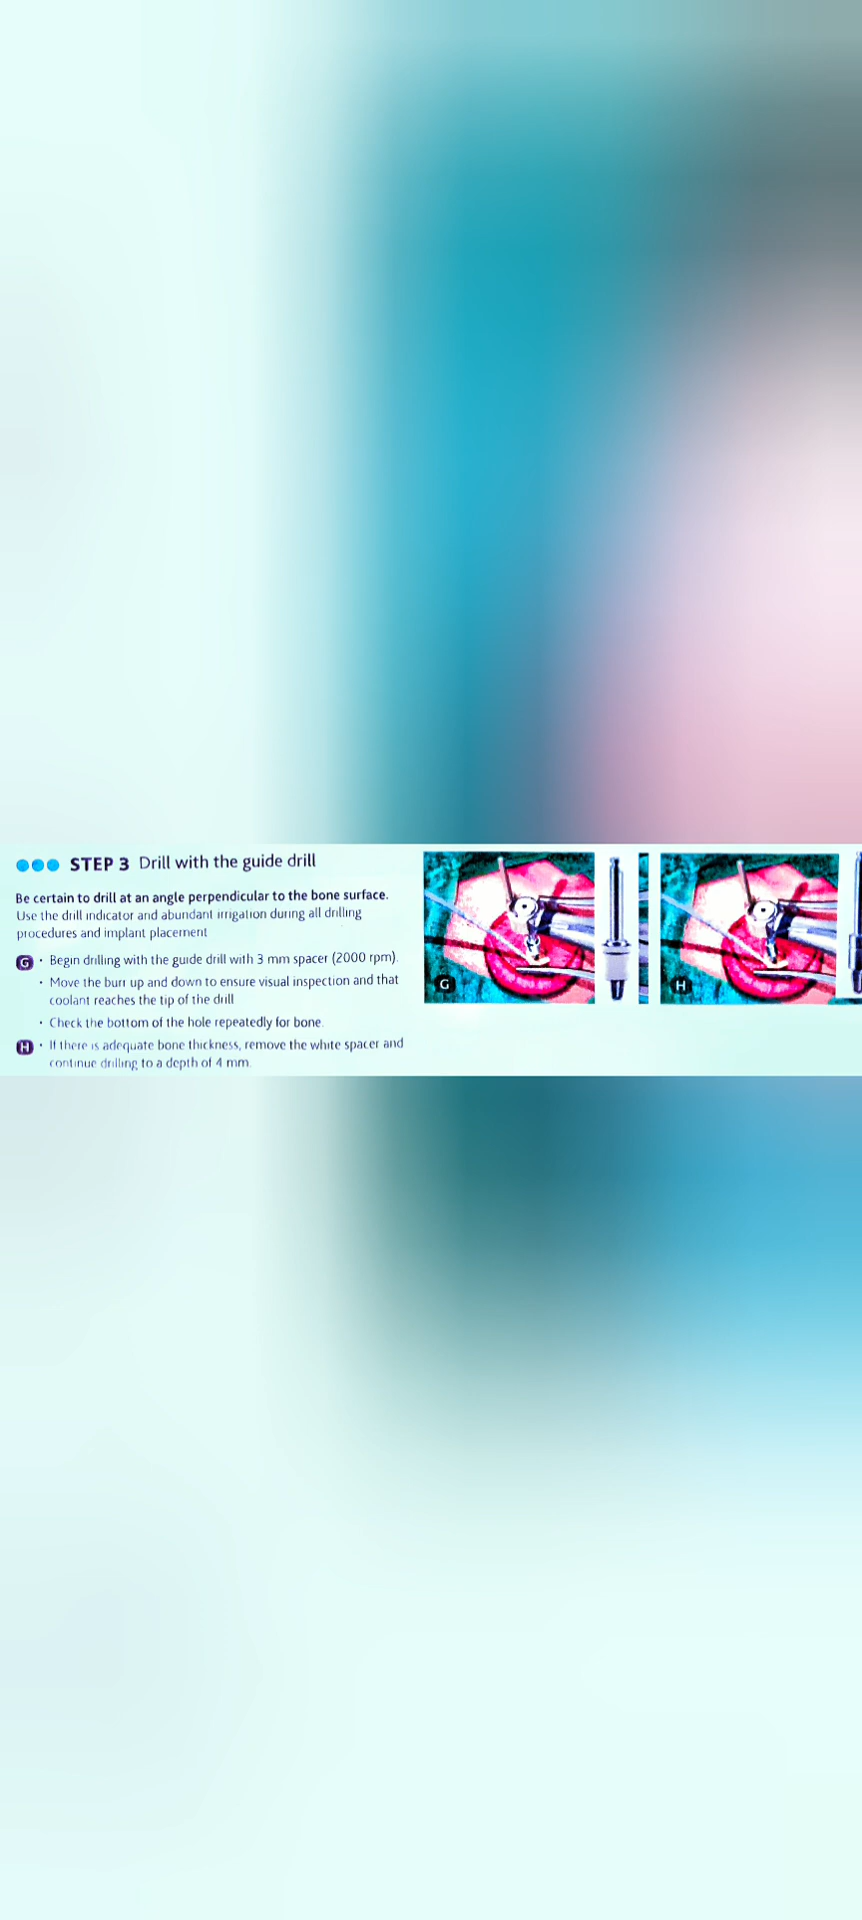 STEP 3 Drill with the guide drill
Be certain to drill at an angle perpendicular to the bone surface.
Use the drill indicator and abundant irrigation during all drilling
procedures and implant placement
G • Begin drilling with the guide drill with 3 mm spacer (2000 rpm).
• Move the burr up and down to ensure visual inspection and that
coolant reaches the tip of the drill
• Check the bottom of the hole repeatedly for bone.
H • If there is adequate bone thickness, remove the white spacer and
continue drilling to a depth of 4 mm.
G
H